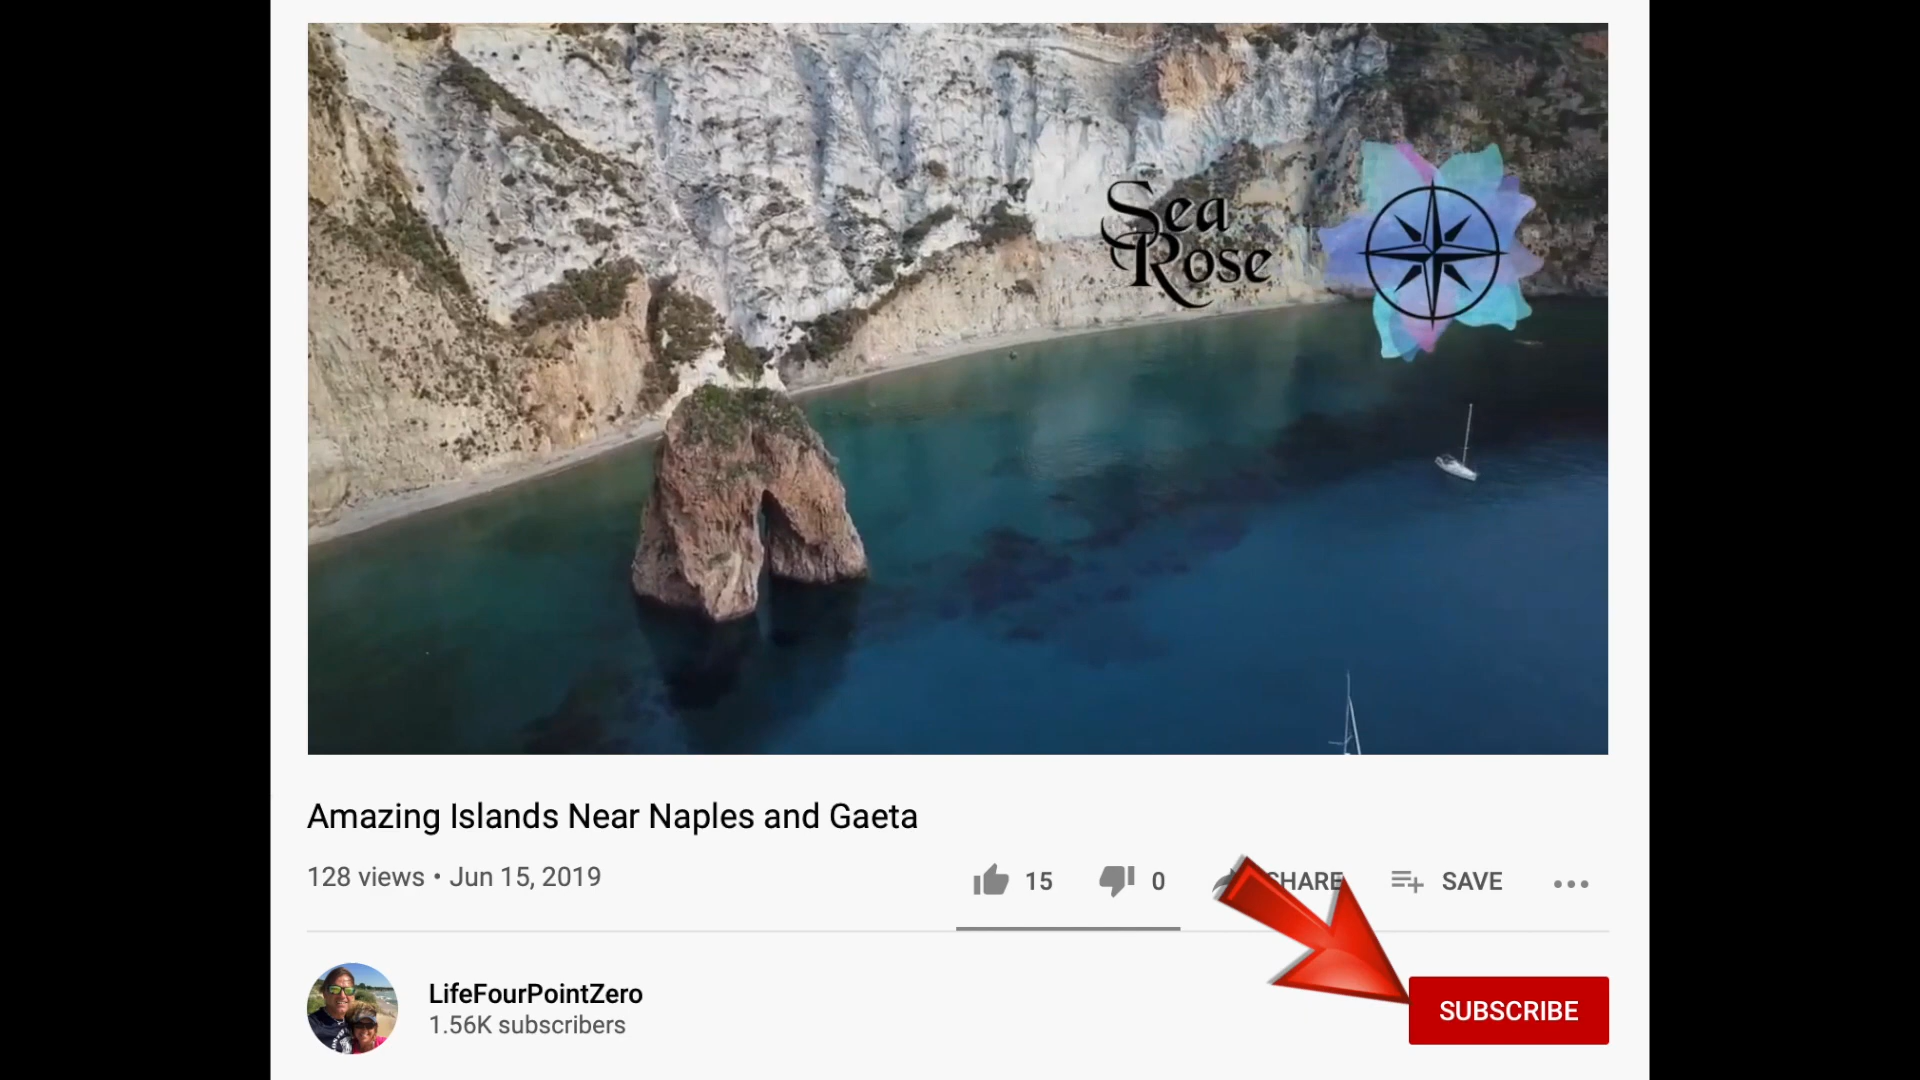 Sea
Rose
Amazing Islands Near Naples and Gaeta
128 views • Jun 15, 2019
15 0 SHARE SAVE
LifeFourPointZero
1.56K subscribers
SUBSCRIBE